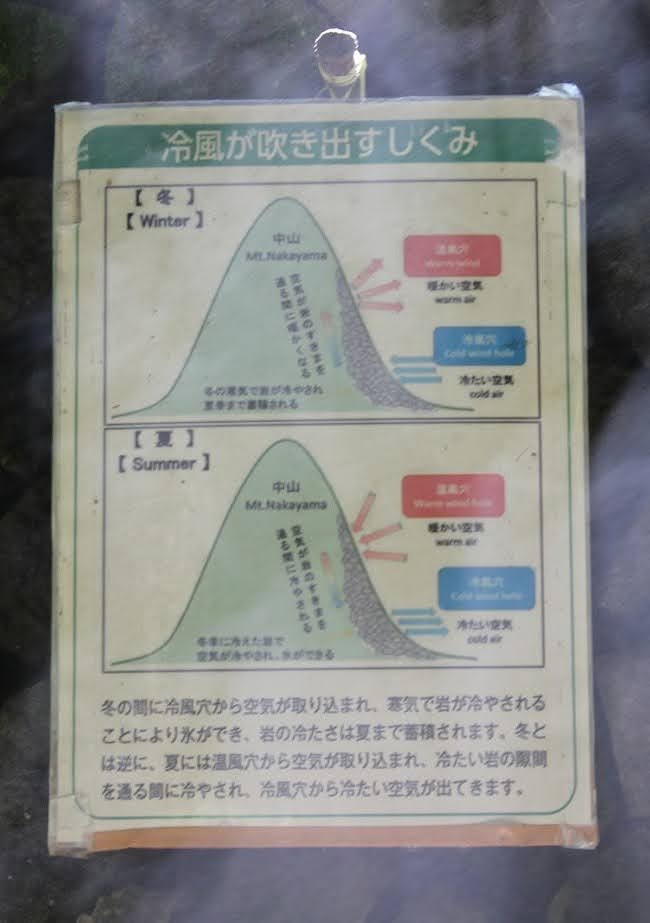 冷風が吹き出すしくみ
【 冬 】
【 Winter 】
中山
Mt.Nakayama
空気が岩のすきまを
通る間に暖かくなる
冬の寒気で岩が冷やされ
夏季まで蓄積される
温風穴
Warm wind
暖かい空気
warm air
冷風穴
Cold wind hole
冷たい空気
cold air
【 夏 】
【 Summer 】
中山
Mt.Nakayama
空気が岩のすきまを
通る間に冷やされる
冬季に冷えた岩で
空気が冷やされ、氷ができる
温風穴
Warm wind hole
暖かい空気
warm air
冷風穴
Cold wind hole
冷たい空気
cold air
冬の間に冷風穴から空気が取り込まれ、寒気で岩が冷やされる
ことにより氷ができ、岩の冷たさは夏まで蓄積されます。冬と
は逆に、夏には温風穴から空気が取り込まれ、冷たい岩の隙間
を通る間に冷やされ、冷風穴から冷たい空気が出てきます。